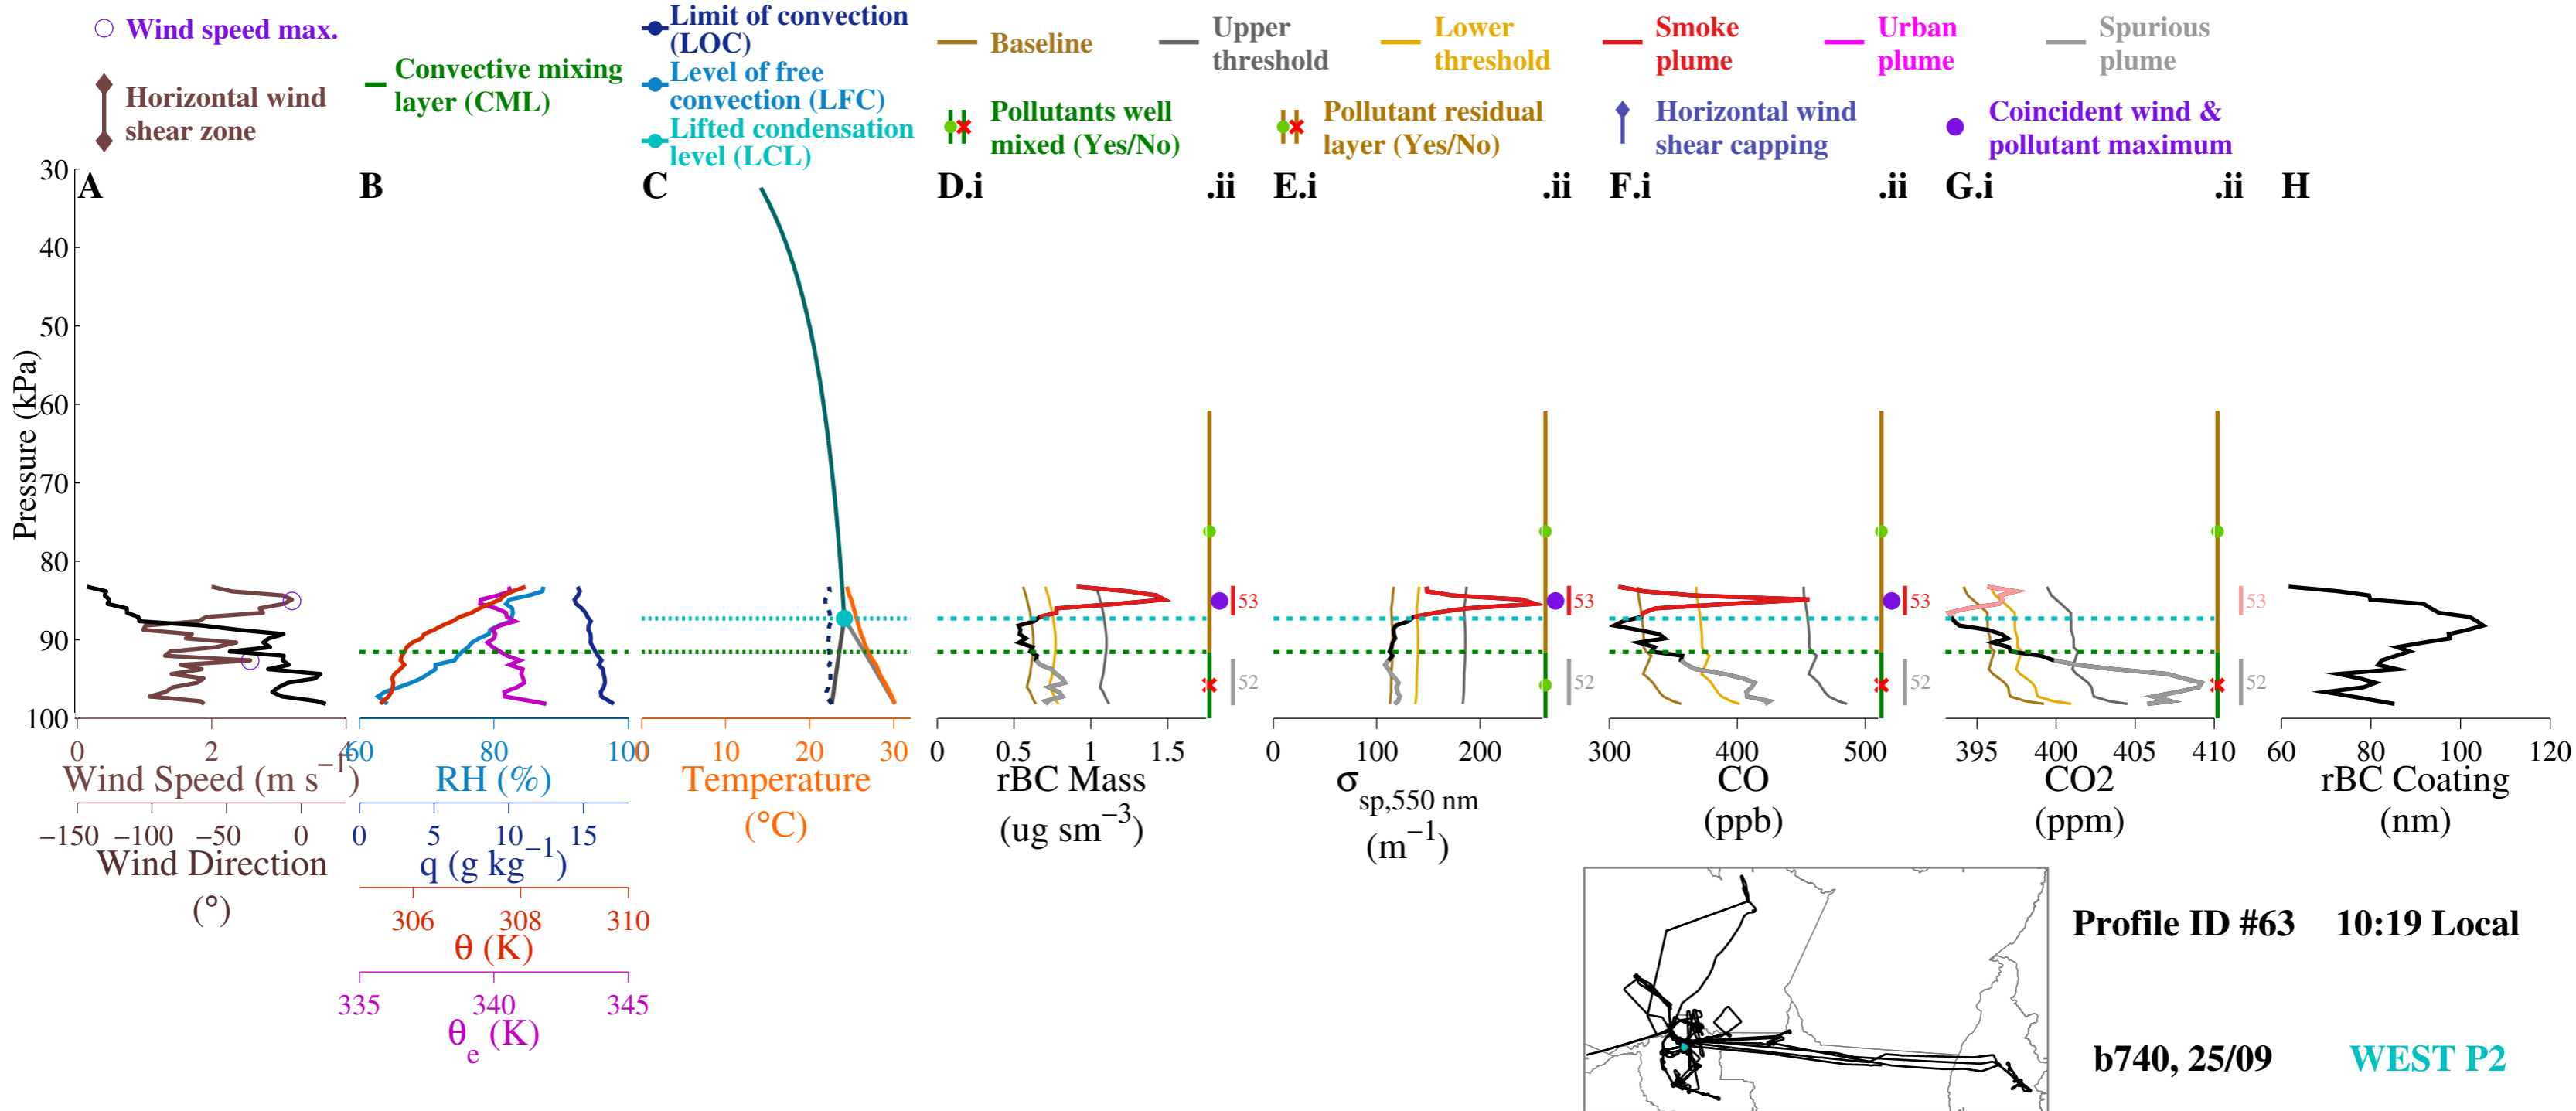 Wind speed max.
Horizontal wind
shear zone
Convective mixing
layer (CML)
Limit of convection
(LOC)
Level of free
convection (LFC)
Lifted condensation
level (LCL)
Baseline
Upper
threshold
Lower
threshold
Smoke
plume
Urban
plume
Spurious
plume
Pollutants well
mixed (Yes/No)
Pollutant residual
layer (Yes/No)
Horizontal wind
shear capping
Coincident wind &
pollutant maximum
A B C D.i .ii E.i .ii F.i .ii G.i .ii H
Pressure (kPa)
30
40
50
60
70
80
90
100
53 53 53 53
52 52 52 52
0 2 4
Wind Speed (m s−1)
−150 −100 −50 0
Wind Direction
(°)
60 80 100
RH (%)
0 5 10 15
q (g kg−1)
306 308 310
θ (K)
335 340 345
θe (K)
0 10 20 30
Temperature
(°C)
0 0.5 1 1.5
rBC Mass
(ug sm−3)
0 100 200
σsp,550 nm
(m−1)
300 400 500
CO
(ppb)
395 400 405 410
CO2
(ppm)
60 80 100 120
rBC Coating
(nm)
Profile ID #63 10:19 Local
b740, 25/09 WEST P2